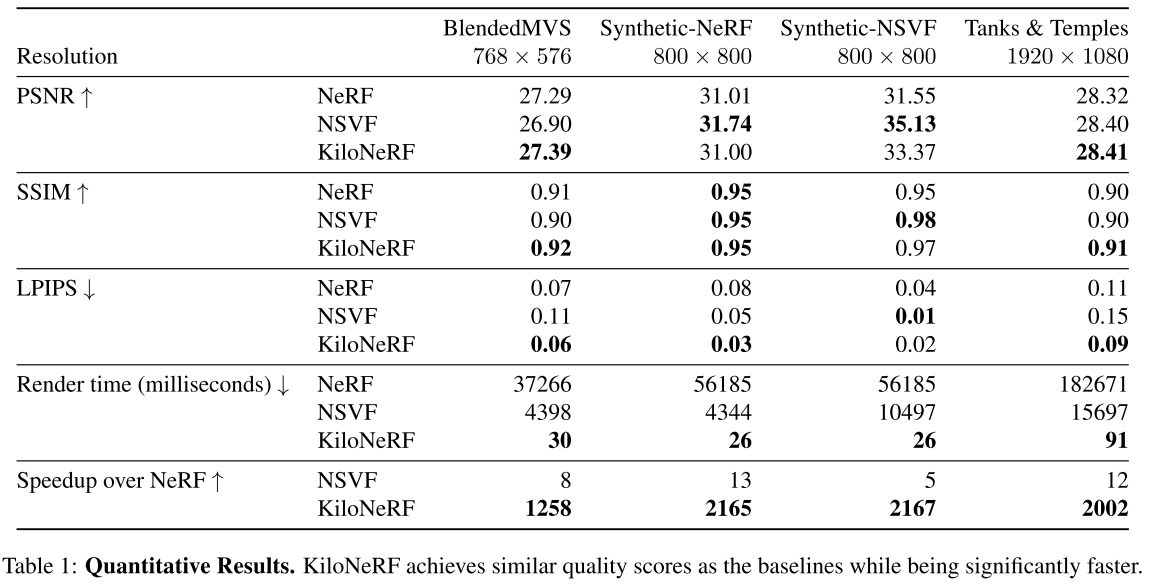 BlendedMVS Synthetic-NeRF Synthetic-NSVF Tanks & Temples
Resolution 768 × 576 800 × 800 800 × 800 1920 × 1080
PSNR ↑ NeRF 27.29 31.01 31.55 28.32
NSVF 26.90 31.74 35.13 28.40
KiloNeRF 27.39 31.00 33.37 28.41
SSIM ↑ NeRF 0.91 0.95 0.95 0.90
NSVF 0.90 0.95 0.98 0.90
KiloNeRF 0.92 0.95 0.97 0.91
LPIPS ↓ NeRF 0.07 0.08 0.04 0.11
NSVF 0.11 0.05 0.01 0.15
KiloNeRF 0.06 0.03 0.02 0.09
Render time (milliseconds) ↓ NeRF 37266 56185 56185 182671
NSVF 4398 4344 10497 15697
KiloNeRF 30 26 26 91
Speedup over NeRF ↑ NSVF 8 13 5 12
KiloNeRF 1258 2165 2167 2002
Table 1: Quantitative Results. KiloNeRF achieves similar quality scores as the baselines while being significantly faster.